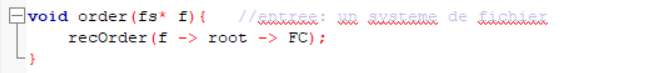 void order(fs* f){   //entree: un systeme de fichier
    recOrder(f -> root -> FC);
}